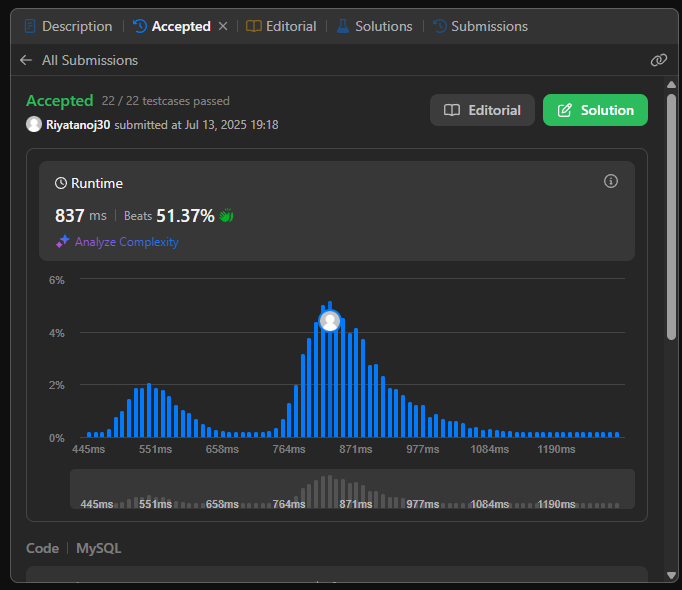 Description | Accepted × | Editorial | Solutions | Submissions
← All Submissions
Accepted 22 / 22 testcases passed
Riyatanoj30 submitted at Jul 13, 2025 19:18
Editorial
Solution
Runtime
837 ms | Beats 51.37%
Analyze Complexity
6%
4%
2%
0%
445ms 551ms 658ms 764ms 871ms 977ms 1084ms 1190ms
445ms 551ms 658ms 764ms 871ms 977ms 1084ms 1190ms
Code | MySQL